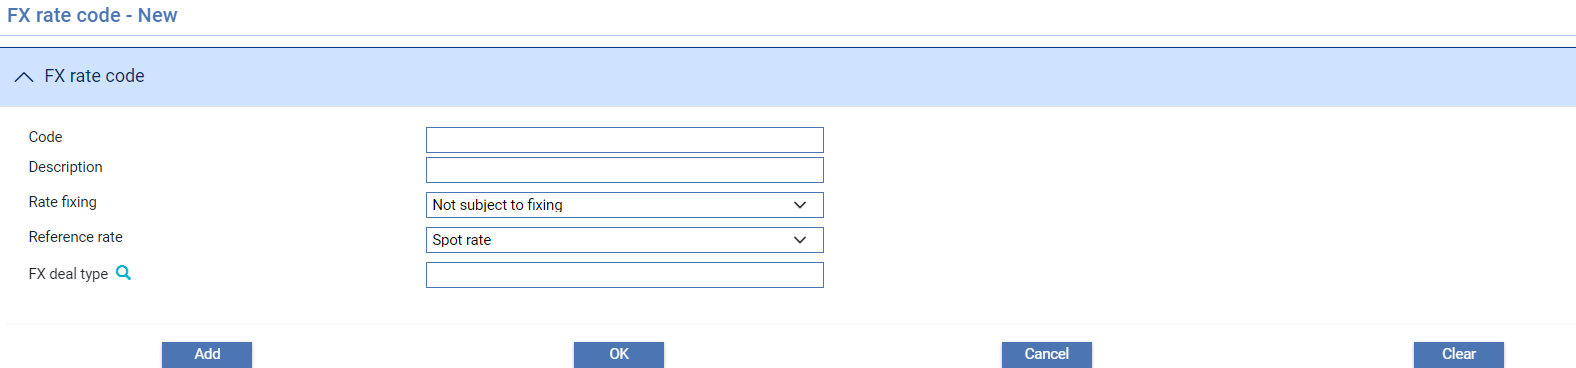 FX rate code - New
FX rate code
Code
Description
Rate fixing Not subject to fixing
Reference rate Spot rate
FX deal type
Add OK Cancel Clear